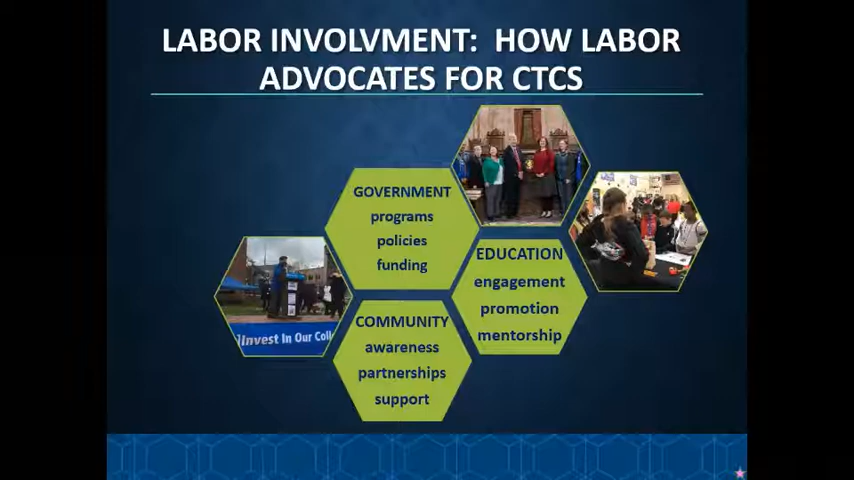 LABOR INVOLVMENT:  HOW LABOR
ADVOCATES FOR CTCS
GOVERNMENT
programs
policies
funding
EDUCATION
engagement
promotion
mentorship
COMMUNITY
awareness
partnerships
support
Invest In Our Coll